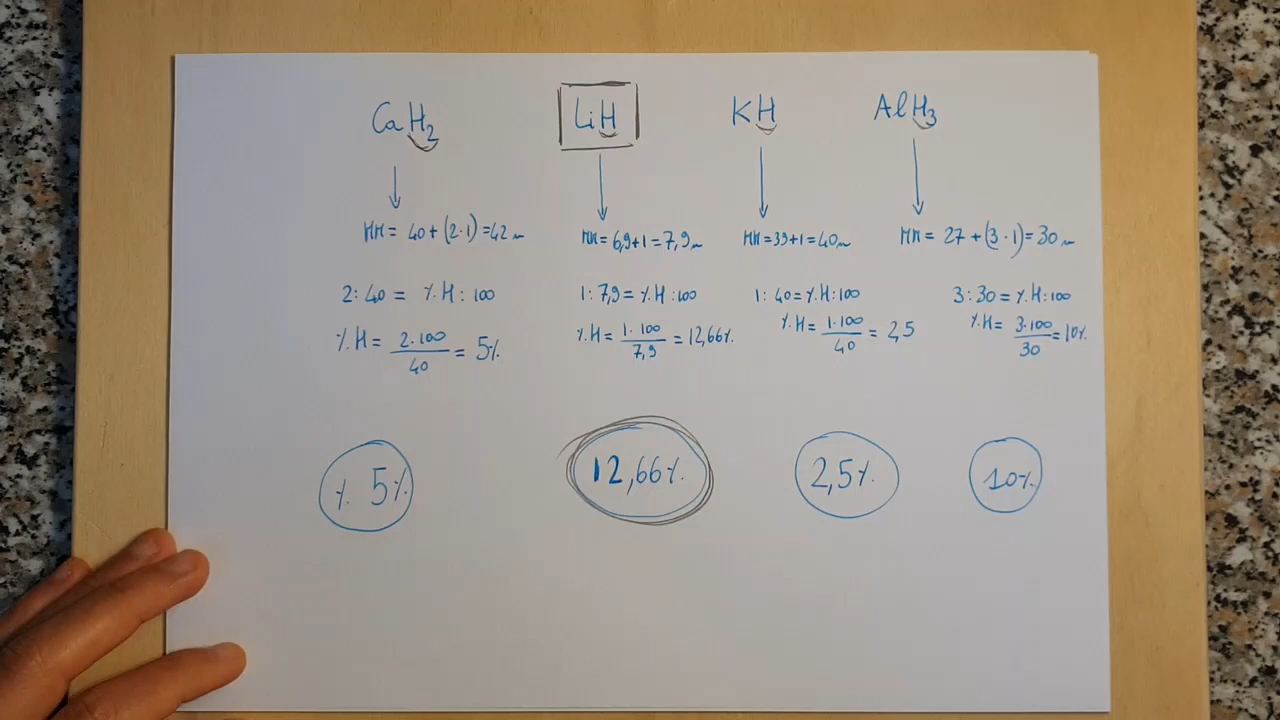 CaH2 LiH KH AlH3
MM = 40 + (2·1) = 42 u MM = 6,9 + 1 = 7,9 u MM = 39 + 1 = 40 u MM = 27 + (3·1) = 30 u
2 : 40 = % H : 100 1 : 7,9 = % H : 100 1 : 40 = % H : 100 3 : 30 = % H : 100
% H = 2·100/40 = 5% % H = 1·100/7,9 = 12,66% % H = 1·100/40 = 2,5 % H = 3·100/30 = 10%
% 5% 12,66% 2,5% 10%